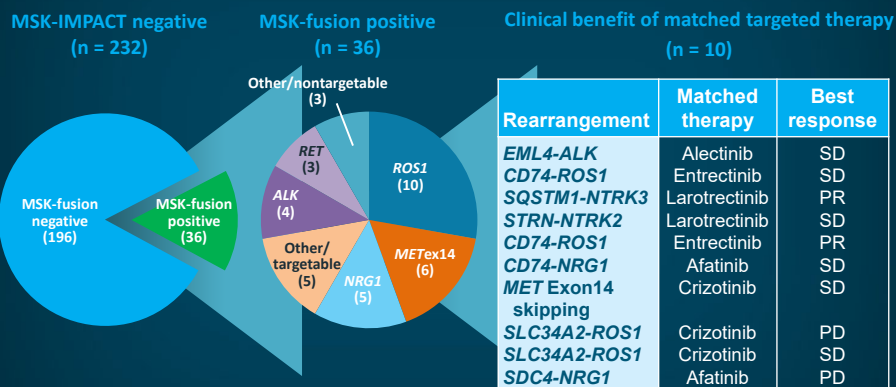 MSK-IMPACT negative
(n = 232)
MSK-fusion
negative
(196)
MSK-fusion
positive
(36)
MSK-fusion positive
(n = 36)
Other/nontargetable
(3)
RET
(3)
ROS1
(10)
ALK
(4)
Other/
targetable
(5)
NRG1
(5)
METex14
(6)
Clinical benefit of matched targeted therapy
(n = 10)
Rearrangement Matched therapy Best response
EML4-ALK Alectinib SD
CD74-ROS1 Entrectinib SD
SQSTM1-NTRK3 Larotrectinib PR
STRN-NTRK2 Larotrectinib SD
CD74-ROS1 Entrectinib PR
CD74-NRG1 Afatinib SD
MET Exon14 Crizotinib SD
skipping
SLC34A2-ROS1 Crizotinib PD
SLC34A2-ROS1 Crizotinib SD
SDC4-NRG1 Afatinib PD